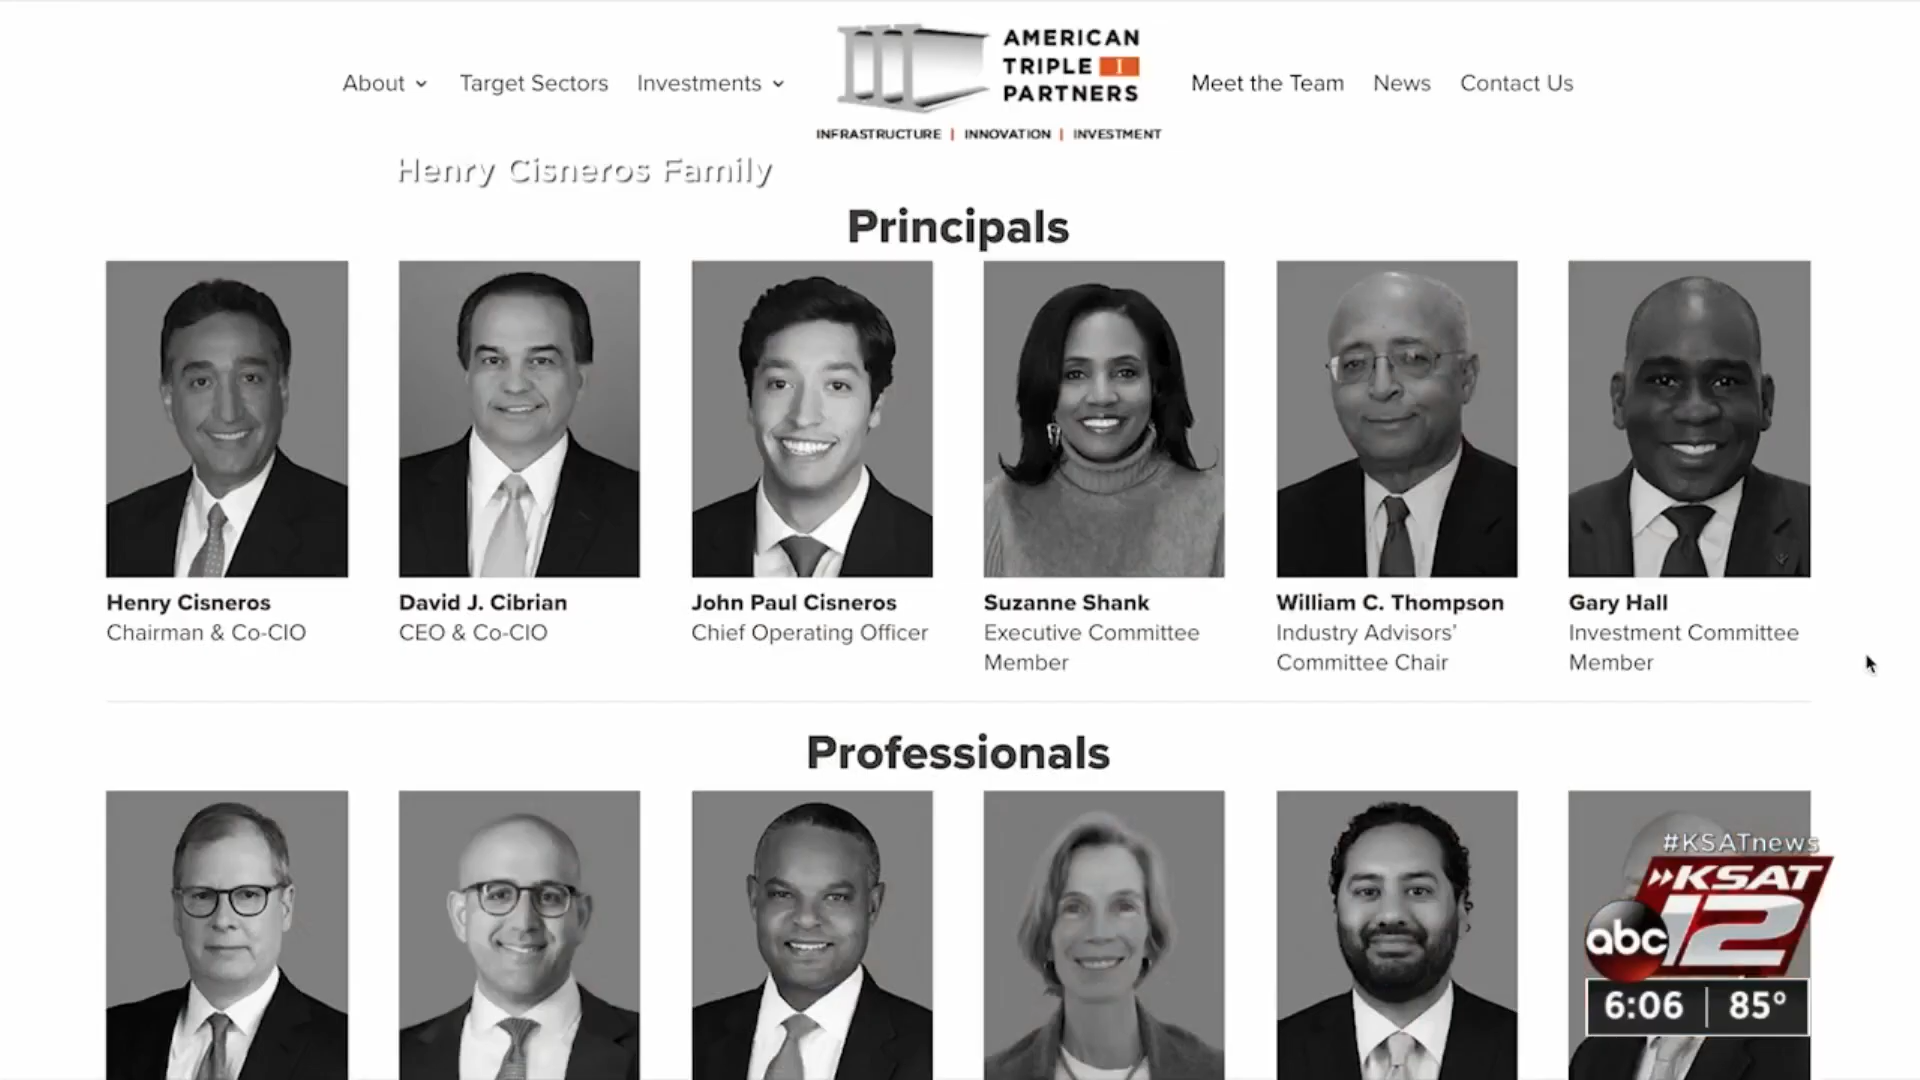 About
Target Sectors
Investments
AMERICAN
TRIPLE I
PARTNERS
INFRASTRUCTURE | INNOVATION | INVESTMENT
Meet the Team
News
Contact Us
Henry Cisneros Family
Principals
Henry Cisneros
Chairman & Co-CIO
David J. Cibrian
CEO & Co-CIO
John Paul Cisneros
Chief Operating Officer
Suzanne Shank
Executive Committee
Member
William C. Thompson
Industry Advisors'
Committee Chair
Gary Hall
Investment Committee
Member
Professionals
#KSATnews
KSAT
abc 12
6:06 | 85°